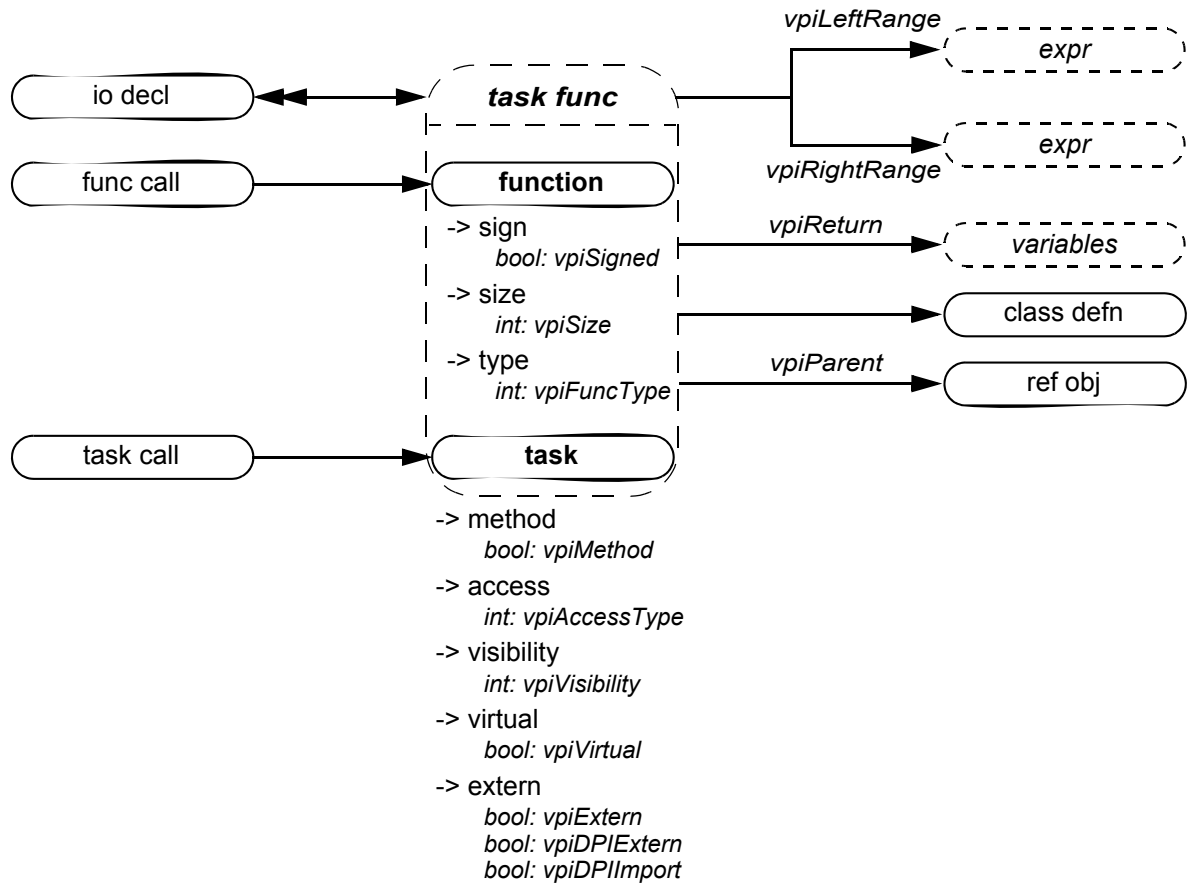 vpiLeftRange
expr
io decl
task func
expr
vpiRightRange
func call
function
-> sign
bool: vpiSigned
vpiReturn
variables
-> size
int: vpiSize
class defn
-> type
int: vpiFuncType
vpiParent
ref obj
task call
task
-> method
bool: vpiMethod
-> access
int: vpiAccessType
-> visibility
int: vpiVisibility
-> virtual
bool: vpiVirtual
-> extern
bool: vpiExtern
bool: vpiDPIExtern
bool: vpiDPIImport